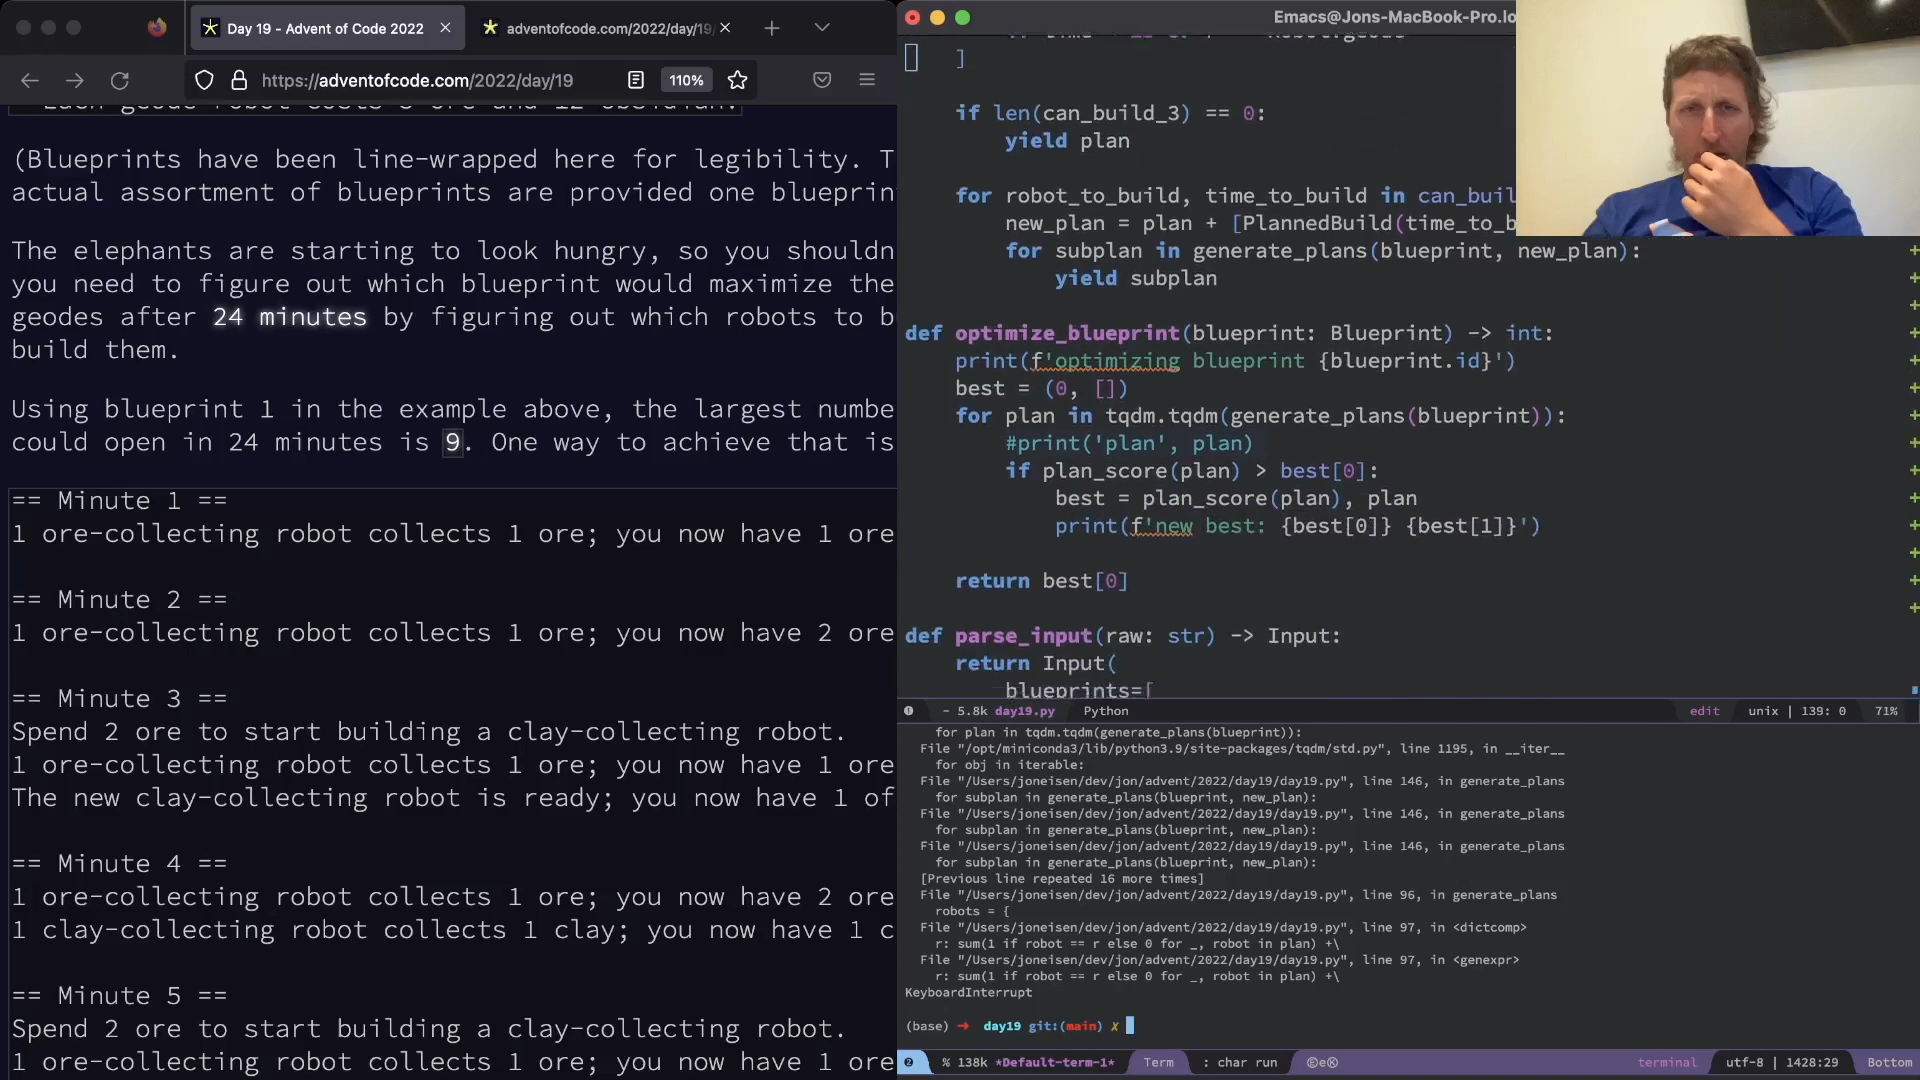 Day 19 - Advent of Code 2022
adventofcode.com/2022/day/19
https://adventofcode.com/2022/day/19
110%
Each geode robot costs 3 ore and 12 obsidian.
(Blueprints have been line-wrapped here for legibility. T
actual assortment of blueprints are provided one blueprin
The elephants are starting to look hungry, so you shouldn
you need to figure out which blueprint would maximize the
geodes after 24 minutes by figuring out which robots to b
build them.
Using blueprint 1 in the example above, the largest numbe
could open in 24 minutes is 9. One way to achieve that is
== Minute 1 ==
1 ore-collecting robot collects 1 ore; you now have 1 ore
== Minute 2 ==
1 ore-collecting robot collects 1 ore; you now have 2 ore
== Minute 3 ==
Spend 2 ore to start building a clay-collecting robot.
1 ore-collecting robot collects 1 ore; you now have 1 ore
The new clay-collecting robot is ready; you now have 1 of
== Minute 4 ==
1 ore-collecting robot collects 1 ore; you now have 2 ore
1 clay-collecting robot collects 1 clay; you now have 1 c
== Minute 5 ==
Spend 2 ore to start building a clay-collecting robot.
1 ore-collecting robot collects 1 ore; you now have 1 ore
Emacs@Jons-MacBook-Pro.lo
]
if len(can_build_3) == 0:
yield plan
for robot_to_build, time_to_build in can_buil
new_plan = plan + [PlannedBuild(time_to_b
for subplan in generate_plans(blueprint, new_plan):
yield subplan
def optimize_blueprint(blueprint: Blueprint) -> int:
print(f'optimizing blueprint {blueprint.id}')
best = (0, [])
for plan in tqdm.tqdm(generate_plans(blueprint)):
#print('plan', plan)
if plan_score(plan) > best[0]:
best = plan_score(plan), plan
print(f'new best: {best[0]} {best[1]}')
return best[0]
def parse_input(raw: str) -> Input:
return Input(
blueprints=[
- 5.8k day19.py Python edit unix | 139: 0 71%
for plan in tqdm.tqdm(generate_plans(blueprint)):
File "/opt/miniconda3/lib/python3.9/site-packages/tqdm/std.py", line 1195, in __iter__
for obj in iterable:
File "/Users/joneisen/dev/jon/advent/2022/day19/day19.py", line 146, in generate_plans
for subplan in generate_plans(blueprint, new_plan):
File "/Users/joneisen/dev/jon/advent/2022/day19/day19.py", line 146, in generate_plans
for subplan in generate_plans(blueprint, new_plan):
File "/Users/joneisen/dev/jon/advent/2022/day19/day19.py", line 146, in generate_plans
for subplan in generate_plans(blueprint, new_plan):
[Previous line repeated 16 more times]
File "/Users/joneisen/dev/jon/advent/2022/day19/day19.py", line 96, in generate_plans
robots = {
File "/Users/joneisen/dev/jon/advent/2022/day19/day19.py", line 97, in <dictcomp>
r: sum(1 if robot == r else 0 for _, robot in plan) +\
File "/Users/joneisen/dev/jon/advent/2022/day19/day19.py", line 97, in <genexpr>
r: sum(1 if robot == r else 0 for _, robot in plan) +\
KeyboardInterrupt
(base) → day19 git:(main) ✗
2 % 138k *Default-term-1* Term : char run terminal utf-8 | 1428:29 Bottom